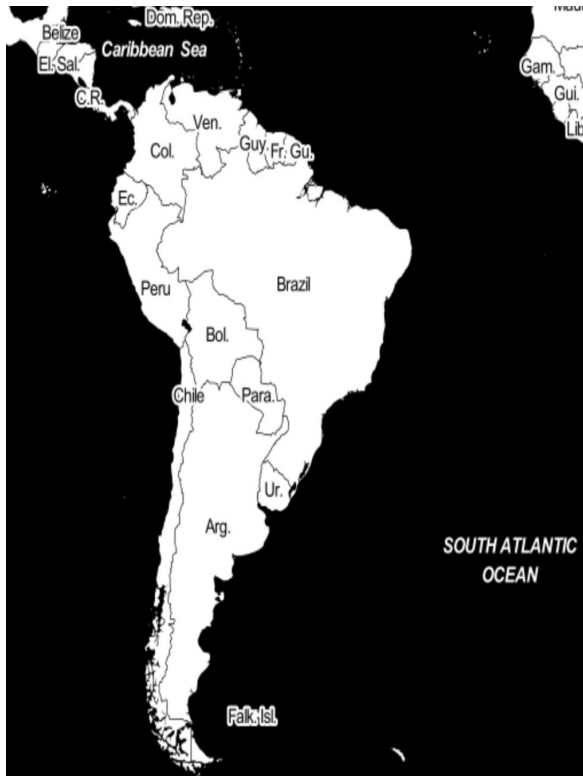 Dom. Rep.
Belize
Caribbean Sea
El. Sal.
Gam.
C.R.
Gui.
Ven.
Lib
Col.
Guy.
Fr. Gu.
Ec.
Peru
Brazil
Bol.
Chile
Para.
Ur.
Arg.
SOUTH ATLANTIC
OCEAN
Falk. Isl.